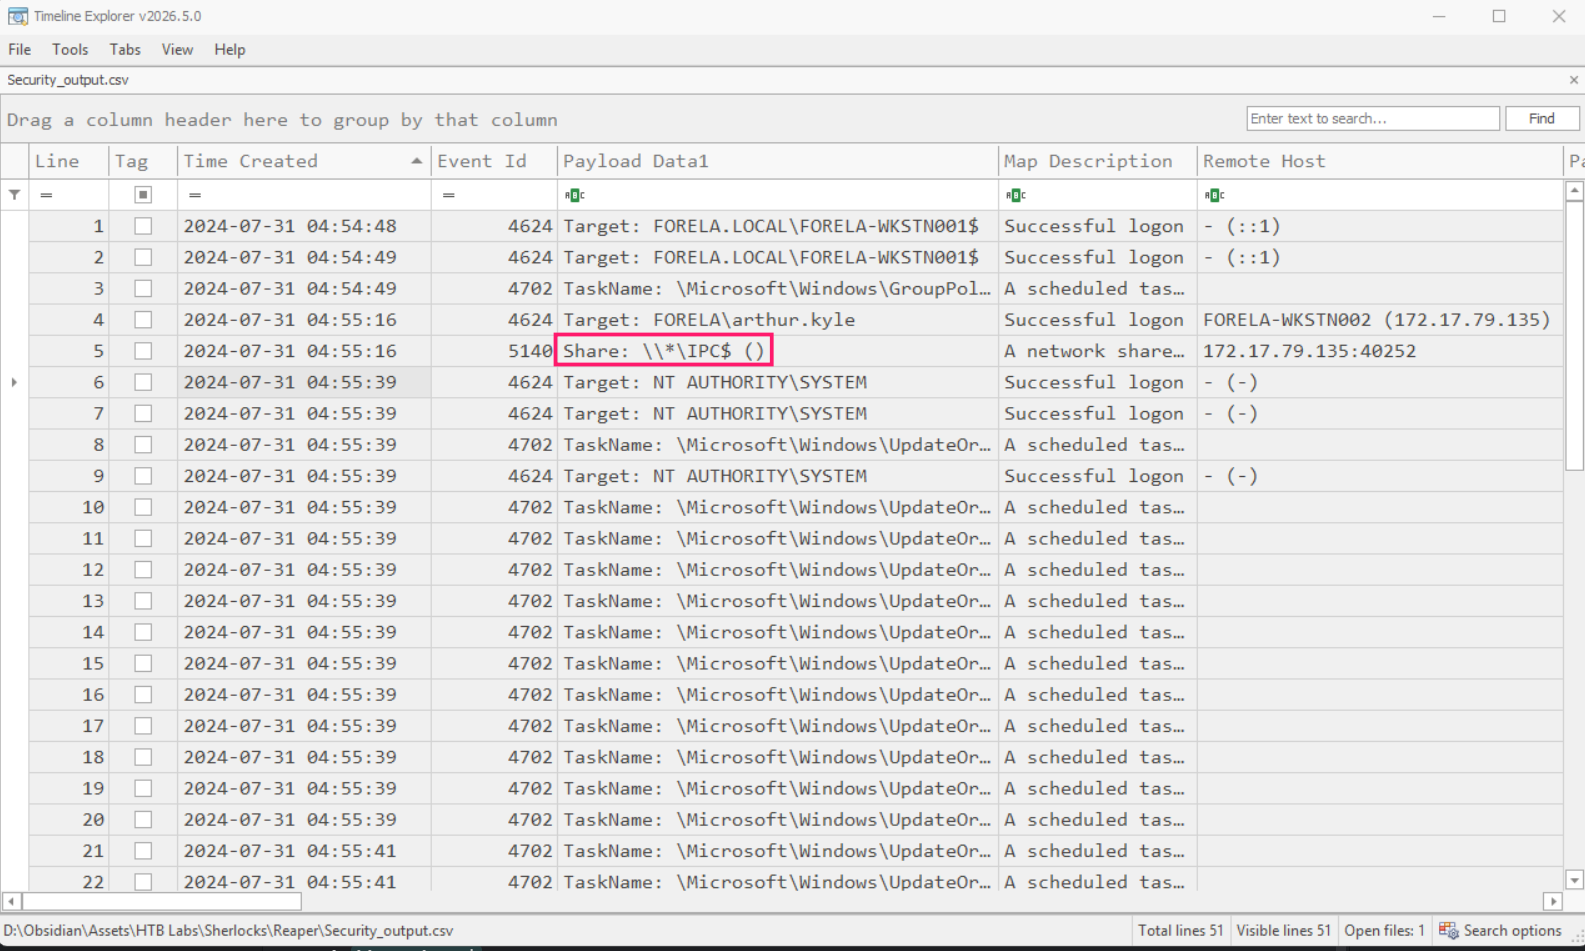 Timeline Explorer v2026.5.0
File Tools Tabs View Help
Security_output.csv
Drag a column header here to group by that column
Enter text to search... Find
Line Tag Time Created Event Id Payload Data1 Map Description Remote Host Pa
= = = ABC ABC ABC
1 2024-07-31 04:54:48 4624 Target: FORELA.LOCAL\FORELA-WKSTN001$ Successful logon - (::1)
2 2024-07-31 04:54:49 4624 Target: FORELA.LOCAL\FORELA-WKSTN001$ Successful logon - (::1)
3 2024-07-31 04:54:49 4702 TaskName: \Microsoft\Windows\GroupPol… A scheduled tas…
4 2024-07-31 04:55:16 4624 Target: FORELA\arthur.kyle Successful logon FORELA-WKSTN002 (172.17.79.135)
5 2024-07-31 04:55:16 5140 Share: \\*\IPC$ () A network share… 172.17.79.135:40252
6 2024-07-31 04:55:39 4624 Target: NT AUTHORITY\SYSTEM Successful logon - (-)
7 2024-07-31 04:55:39 4624 Target: NT AUTHORITY\SYSTEM Successful logon - (-)
8 2024-07-31 04:55:39 4702 TaskName: \Microsoft\Windows\UpdateOr… A scheduled tas…
9 2024-07-31 04:55:39 4624 Target: NT AUTHORITY\SYSTEM Successful logon - (-)
10 2024-07-31 04:55:39 4702 TaskName: \Microsoft\Windows\UpdateOr… A scheduled tas…
11 2024-07-31 04:55:39 4702 TaskName: \Microsoft\Windows\UpdateOr… A scheduled tas…
12 2024-07-31 04:55:39 4702 TaskName: \Microsoft\Windows\UpdateOr… A scheduled tas…
13 2024-07-31 04:55:39 4702 TaskName: \Microsoft\Windows\UpdateOr… A scheduled tas…
14 2024-07-31 04:55:39 4702 TaskName: \Microsoft\Windows\UpdateOr… A scheduled tas…
15 2024-07-31 04:55:39 4702 TaskName: \Microsoft\Windows\UpdateOr… A scheduled tas…
16 2024-07-31 04:55:39 4702 TaskName: \Microsoft\Windows\UpdateOr… A scheduled tas…
17 2024-07-31 04:55:39 4702 TaskName: \Microsoft\Windows\UpdateOr… A scheduled tas…
18 2024-07-31 04:55:39 4702 TaskName: \Microsoft\Windows\UpdateOr… A scheduled tas…
19 2024-07-31 04:55:39 4702 TaskName: \Microsoft\Windows\UpdateOr… A scheduled tas…
20 2024-07-31 04:55:39 4702 TaskName: \Microsoft\Windows\UpdateOr… A scheduled tas…
21 2024-07-31 04:55:41 4702 TaskName: \Microsoft\Windows\UpdateOr… A scheduled tas…
22 2024-07-31 04:55:41 4702 TaskName: \Microsoft\Windows\UpdateOr… A scheduled tas…
D:\Obsidian\Assets\HTB Labs\Sherlocks\Reaper\Security_output.csv Total lines 51 Visible lines 51 Open files: 1 Search options